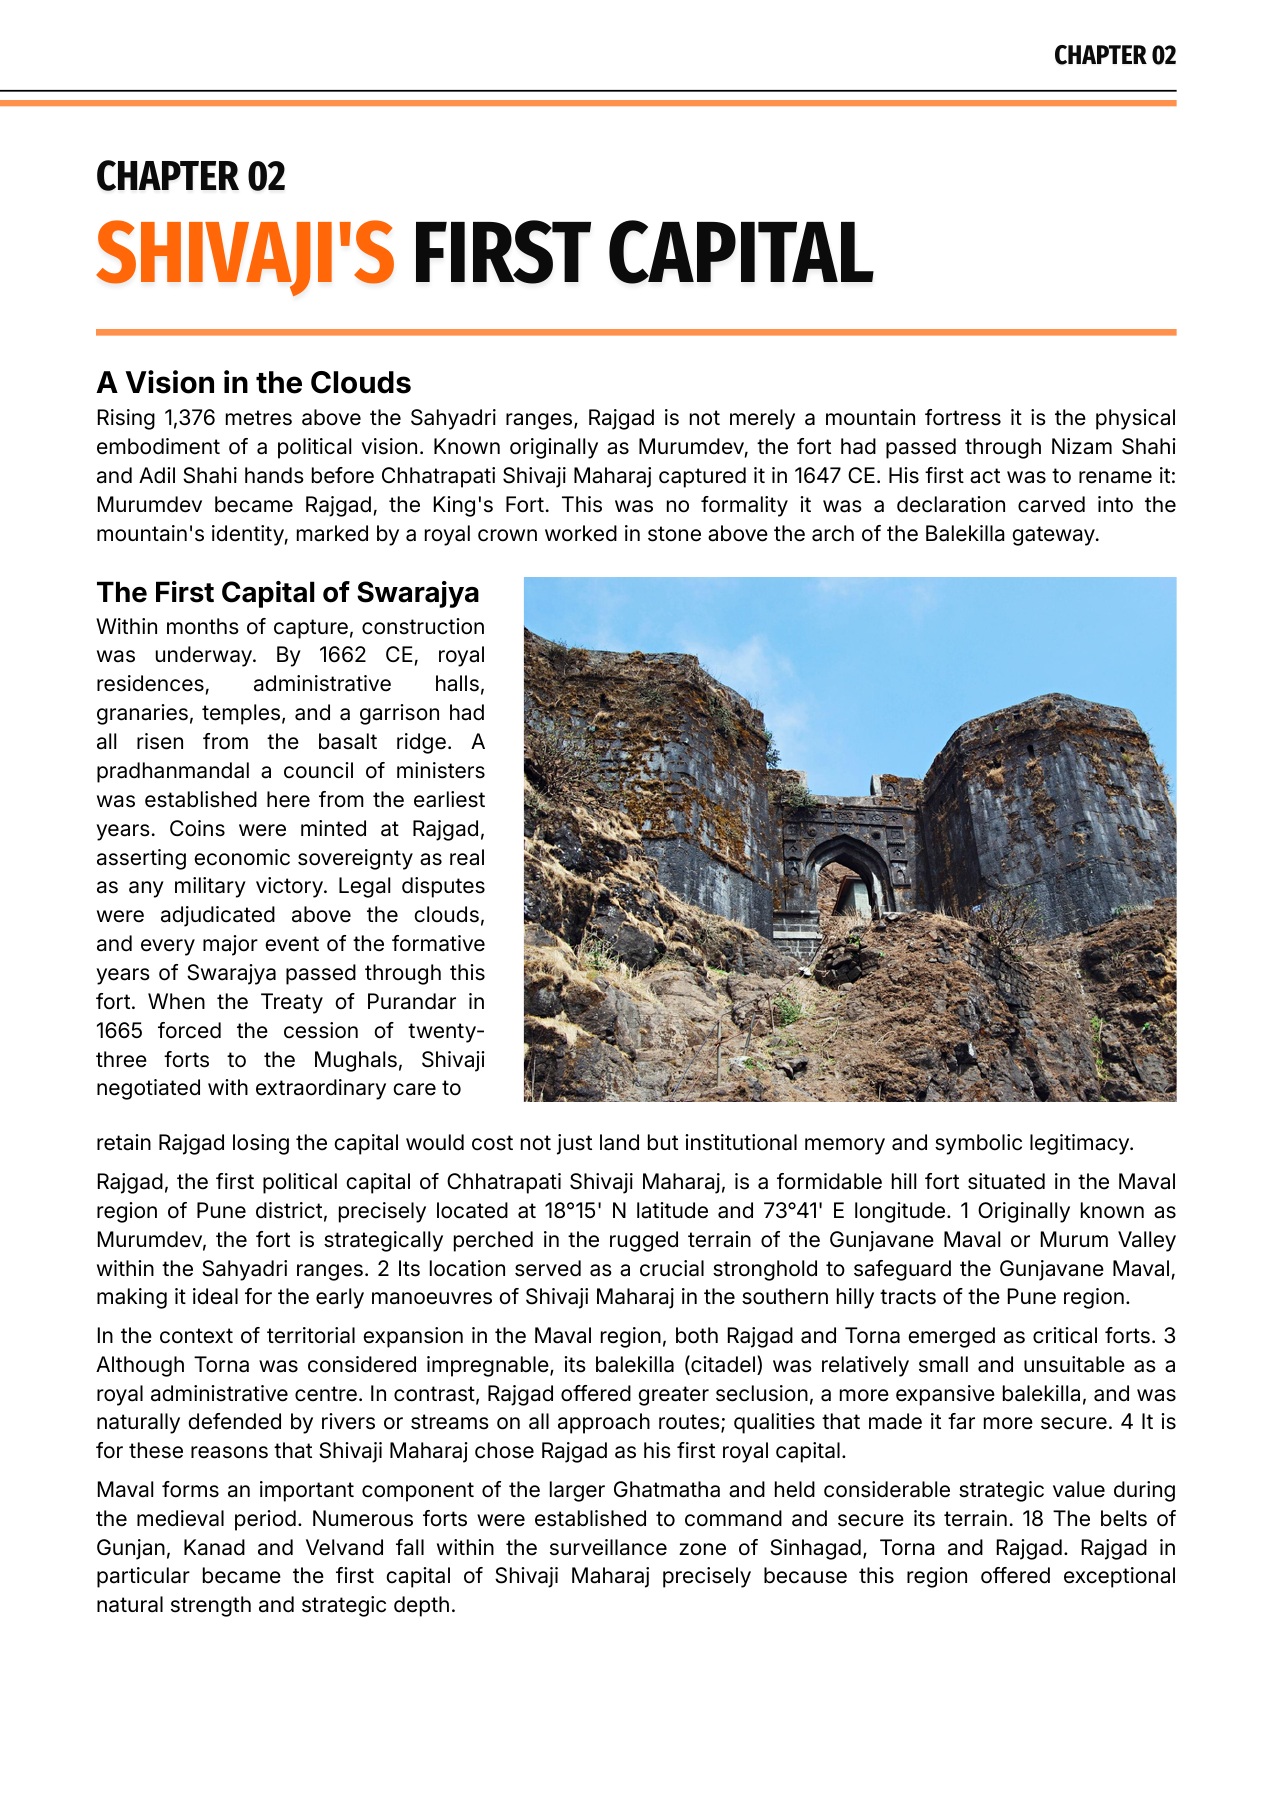 CHAPTER 02
CHAPTER 02
SHIVAJI'S FIRST CAPITAL
A Vision in the Clouds
Rising 1,376 metres above the Sahyadri ranges, Rajgad is not merely a mountain fortress it is the physical
embodiment of a political vision. Known originally as Murumdev, the fort had passed through Nizam Shahi
and Adil Shahi hands before Chhatrapati Shivaji Maharaj captured it in 1647 CE. His first act was to rename it:
Murumdev became Rajgad, the King's Fort. This was no formality it was a declaration carved into the
mountain's identity, marked by a royal crown worked in stone above the arch of the Balekilla gateway.
The First Capital of Swarajya
Within months of capture, construction
was underway. By 1662 CE, royal
residences, administrative halls,
granaries, temples, and a garrison had
all risen from the basalt ridge. A
pradhanmandal a council of ministers
was established here from the earliest
years. Coins were minted at Rajgad,
asserting economic sovereignty as real
as any military victory. Legal disputes
were adjudicated above the clouds,
and every major event of the formative
years of Swarajya passed through this
fort. When the Treaty of Purandar in
1665 forced the cession of twenty-
three forts to the Mughals, Shivaji
negotiated with extraordinary care to
retain Rajgad losing the capital would cost not just land but institutional memory and symbolic legitimacy.
Rajgad, the first political capital of Chhatrapati Shivaji Maharaj, is a formidable hill fort situated in the Maval
region of Pune district, precisely located at 18°15' N latitude and 73°41' E longitude. 1 Originally known as
Murumdev, the fort is strategically perched in the rugged terrain of the Gunjavane Maval or Murum Valley
within the Sahyadri ranges. 2 Its location served as a crucial stronghold to safeguard the Gunjavane Maval,
making it ideal for the early manoeuvres of Shivaji Maharaj in the southern hilly tracts of the Pune region.
In the context of territorial expansion in the Maval region, both Rajgad and Torna emerged as critical forts. 3
Although Torna was considered impregnable, its balekilla (citadel) was relatively small and unsuitable as a
royal administrative centre. In contrast, Rajgad offered greater seclusion, a more expansive balekilla, and was
naturally defended by rivers or streams on all approach routes; qualities that made it far more secure. 4 It is
for these reasons that Shivaji Maharaj chose Rajgad as his first royal capital.
Maval forms an important component of the larger Ghatmatha and held considerable strategic value during
the medieval period. Numerous forts were established to command and secure its terrain. 18 The belts of
Gunjan, Kanad and Velvand fall within the surveillance zone of Sinhagad, Torna and Rajgad. Rajgad in
particular became the first capital of Shivaji Maharaj precisely because this region offered exceptional
natural strength and strategic depth.